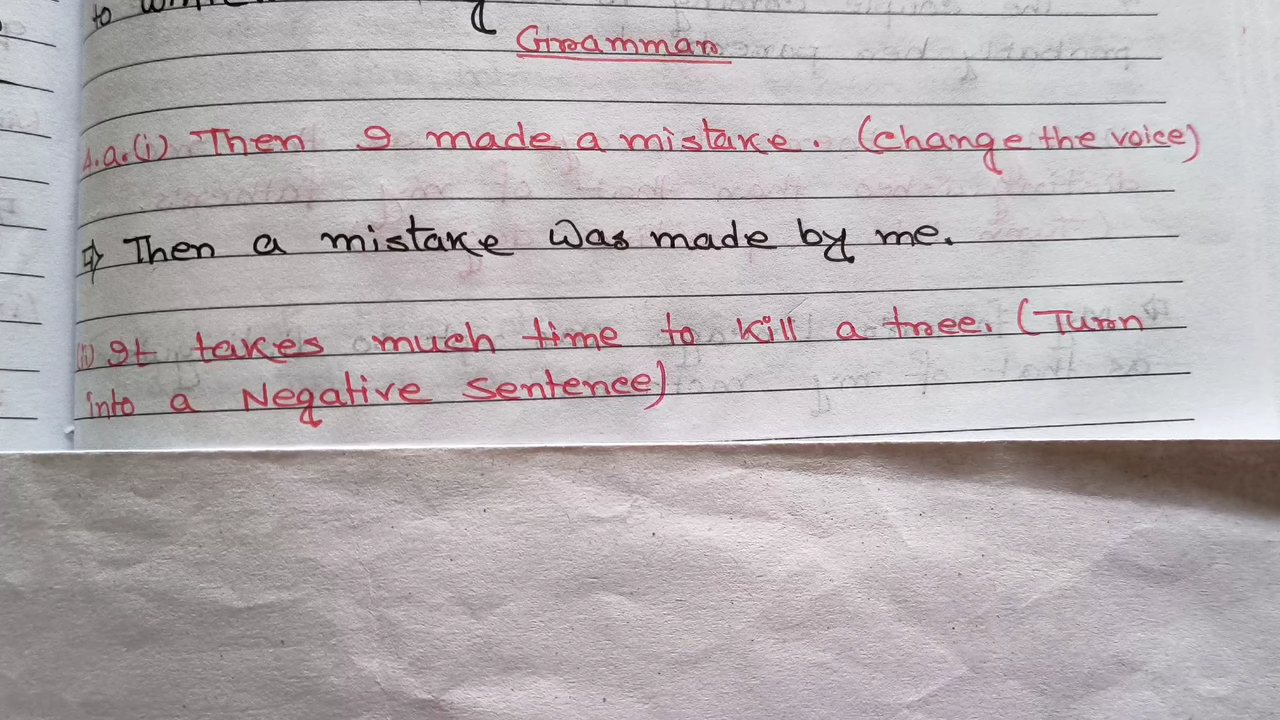 to
Grammar
A.a.(i) Then I made a mistake. (change the voice)
⇒ Then a mistake was made by me.
(ii) It takes much time to kill a tree. (Turn
into a Negative sentence)